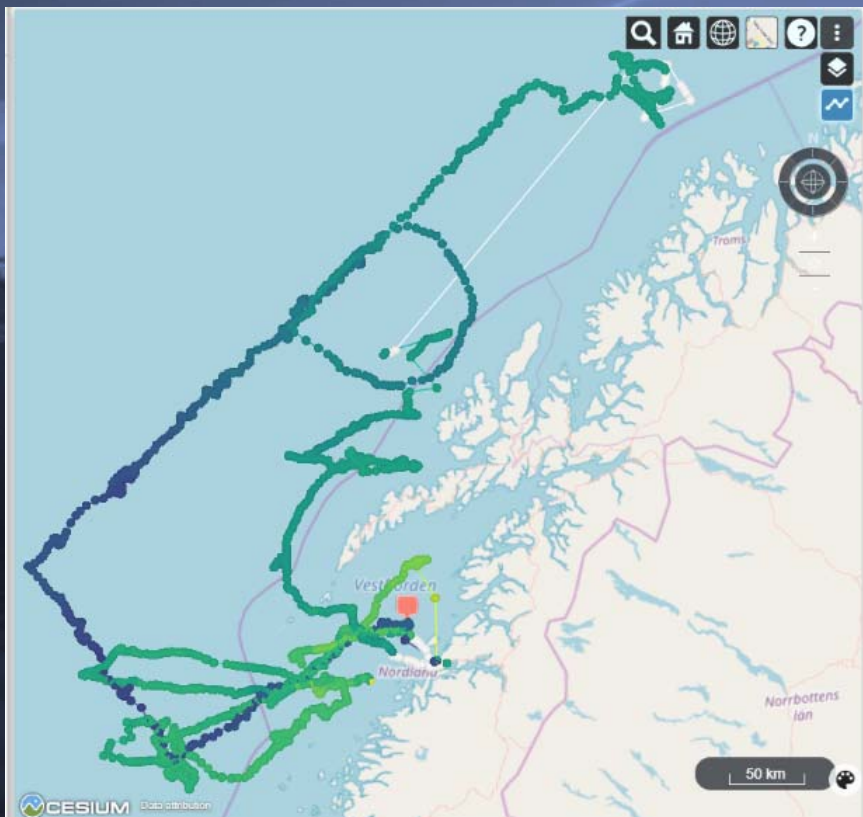 ?
N
Troms
Vestfjorden
Nordland
Norrbottens
län
50 km
CESIUM Data attribution